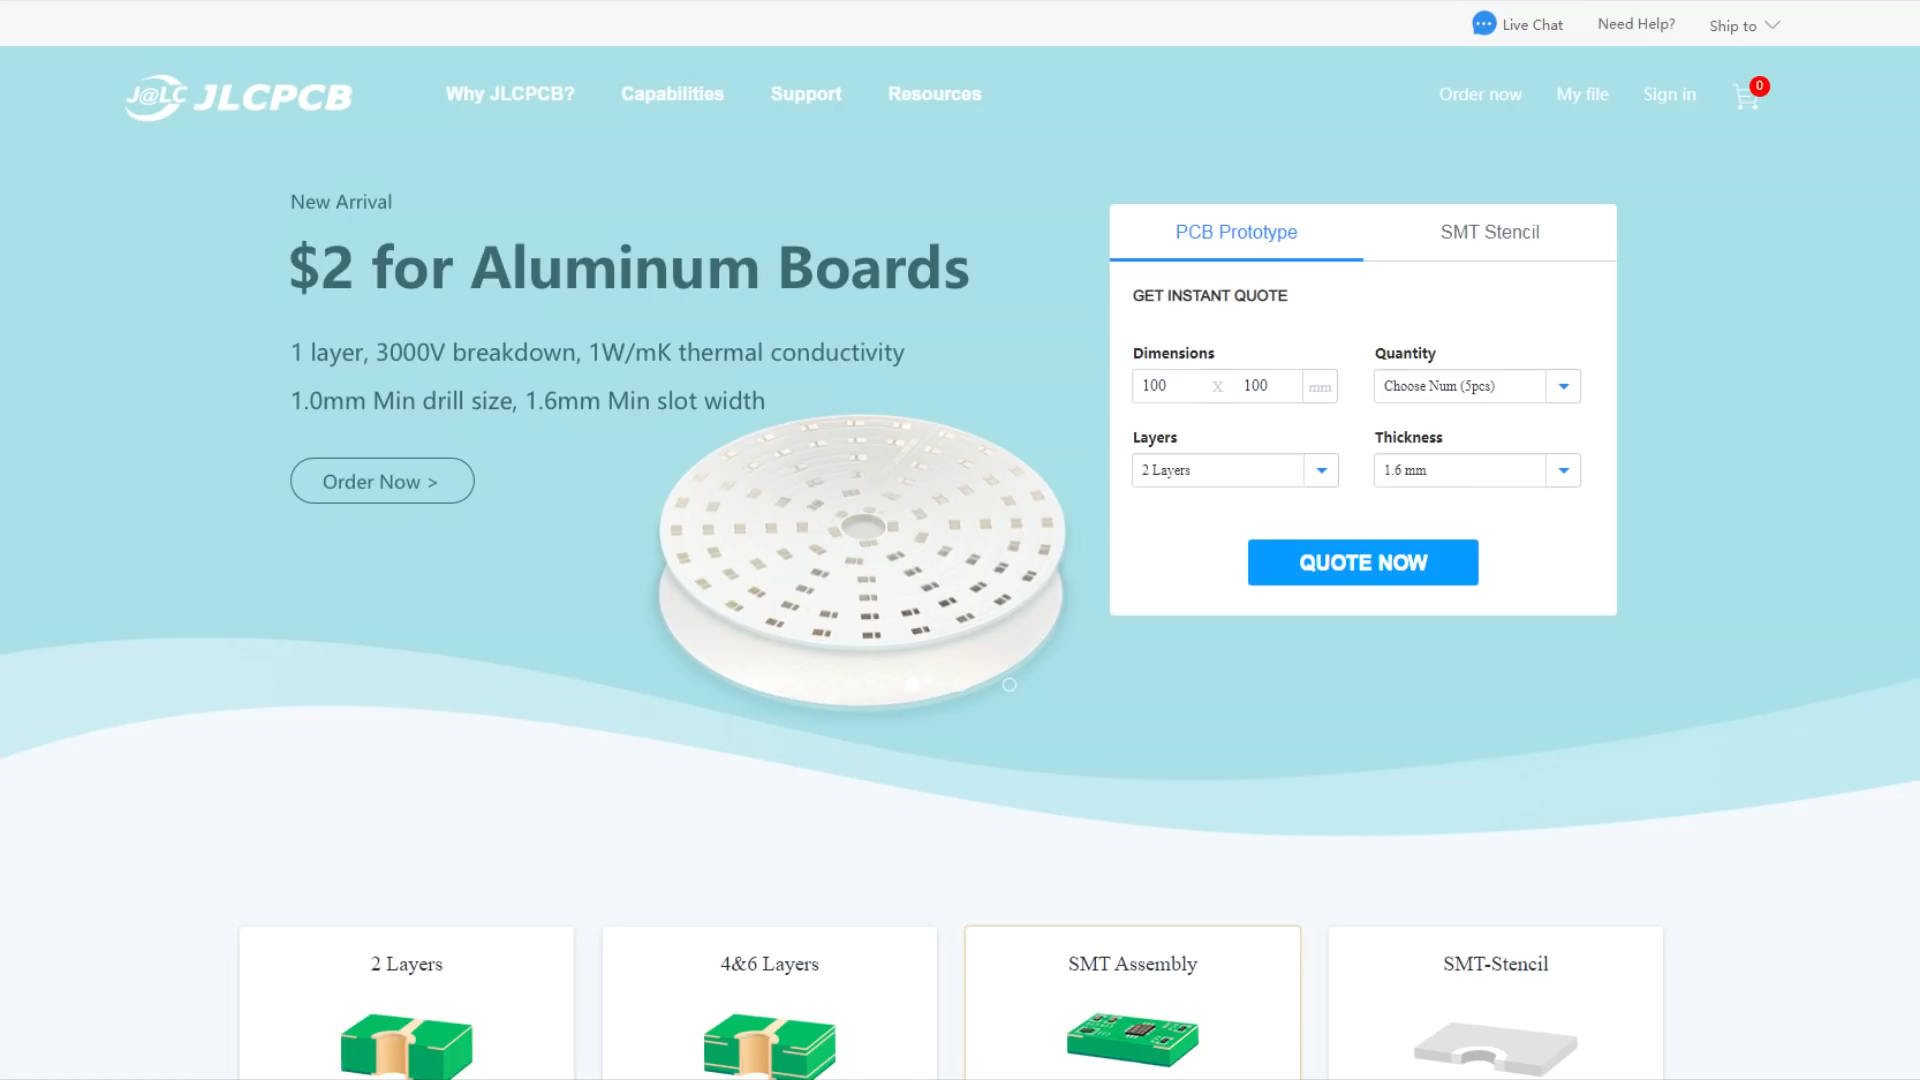 Live Chat
Need Help?
Ship to
J@LC JLCPCB
Why JLCPCB?
Capabilities
Support
Resources
Order now
My file
Sign in
0
New Arrival
$2 for Aluminum Boards
1 layer, 3000V breakdown, 1W/mK thermal conductivity
1.0mm Min drill size, 1.6mm Min slot width
Order Now >
PCB Prototype
SMT Stencil
GET INSTANT QUOTE
Dimensions
Quantity
100 X 100 mm
Choose Num (5pcs)
Layers
Thickness
2 Layers
1.6 mm
QUOTE NOW
2 Layers
4&6 Layers
SMT Assembly
SMT-Stencil